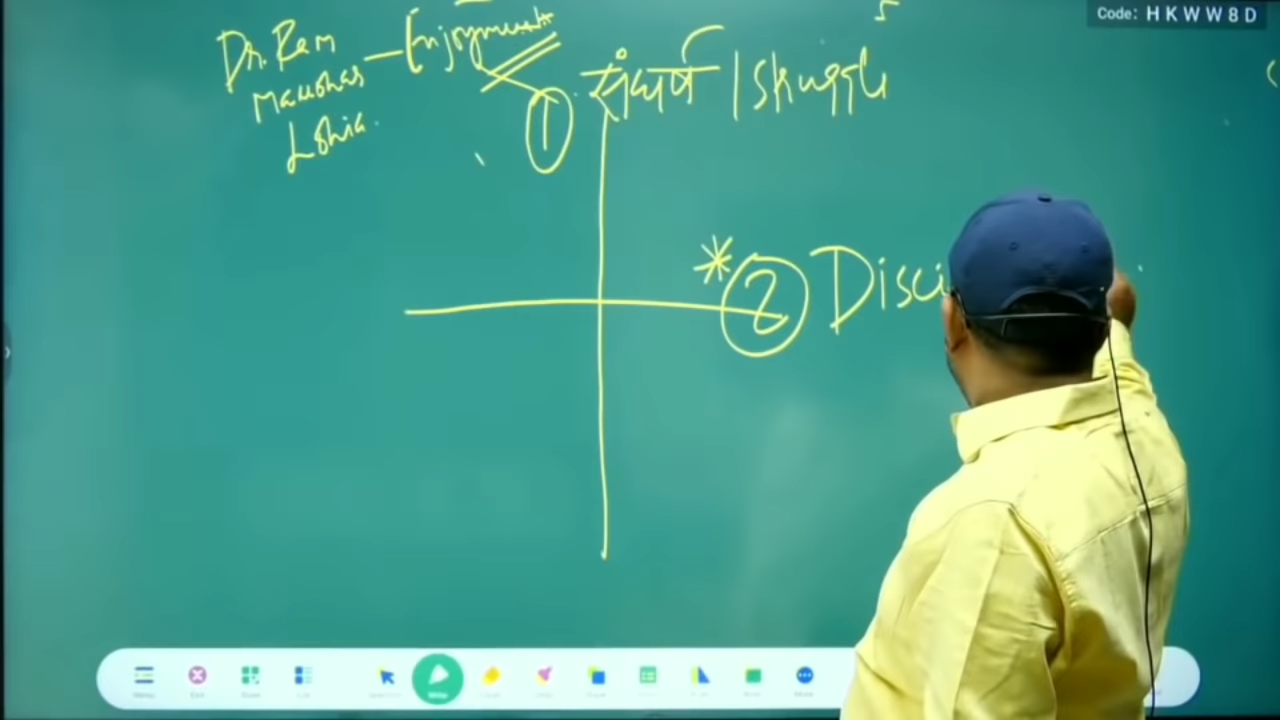 Code: HKWW8D
Dr. Ram — Enjoyment
Manohar
Lohia.
① संघर्ष | Struggle
* ② Disci